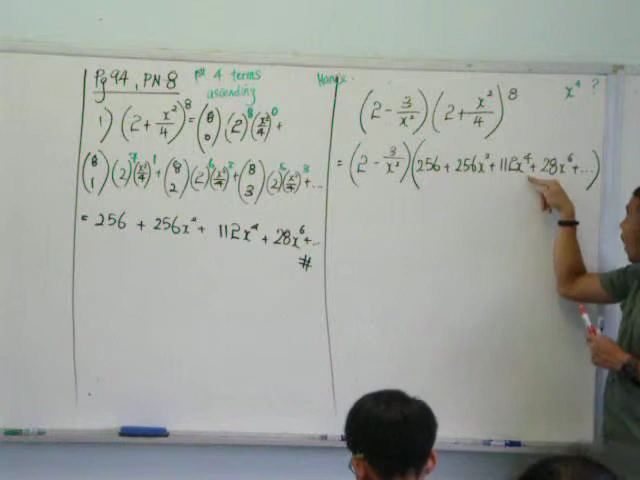 Pg 94, PN 8
1st 4 terms
ascending
1) (2 + x²/4)⁸ = (8 0)(2)⁸(x²/4)⁰ +
(8 1)(2)⁷(x²/4)¹ + (8 2)(2)⁶(x²/4)² + (8 3)(2)⁵(x²/4)³ + ...
= 256 + 256x² + 112x⁴ + 28x⁶ + ...
#
Hence
(2 - 3/x²)(2 + x²/4)⁸
x⁴ ?
= (2 - 3/x²)(256 + 256x² + 112x⁴ + 28x⁶ + ...)